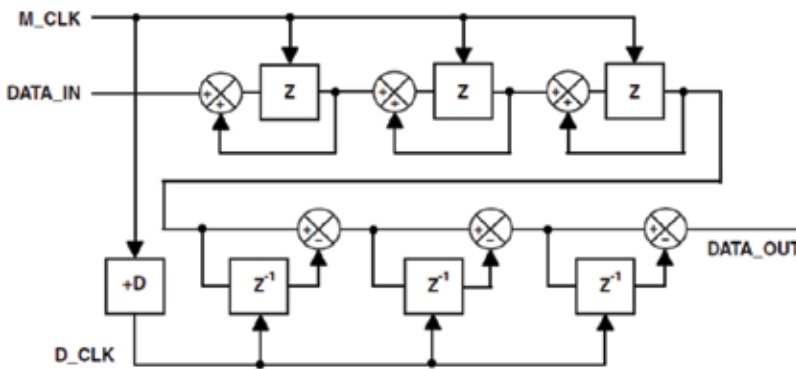 M_CLK
DATA_IN
Z
Z
Z
DATA_OUT
+D
Z⁻¹
Z⁻¹
Z⁻¹
D_CLK